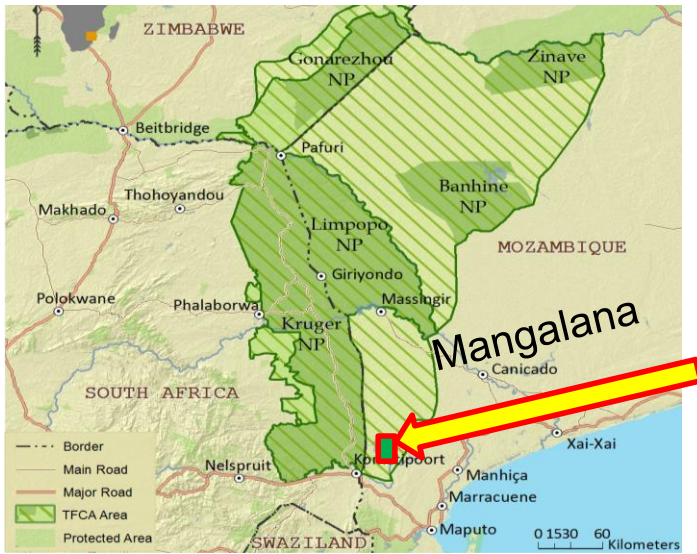 ZIMBABWE
Gonarezhou
NP
Zinave
NP
Beitbridge
Pafuri
Thohoyandou
Makhado
Banhine
NP
Limpopo
NP
MOZAMBIQUE
Giriyondo
Polokwane
Phalaborwa
Massingir
Kruger
NP
Mangalana
Canicado
SOUTH AFRICA
Xai-Xai
Nelspruit
Manhiça
Marracuene
Maputo
SWAZILAND
Border
Main Road
Major Road
TFCA Area
Protected Area
0 1530 60
Kilometers